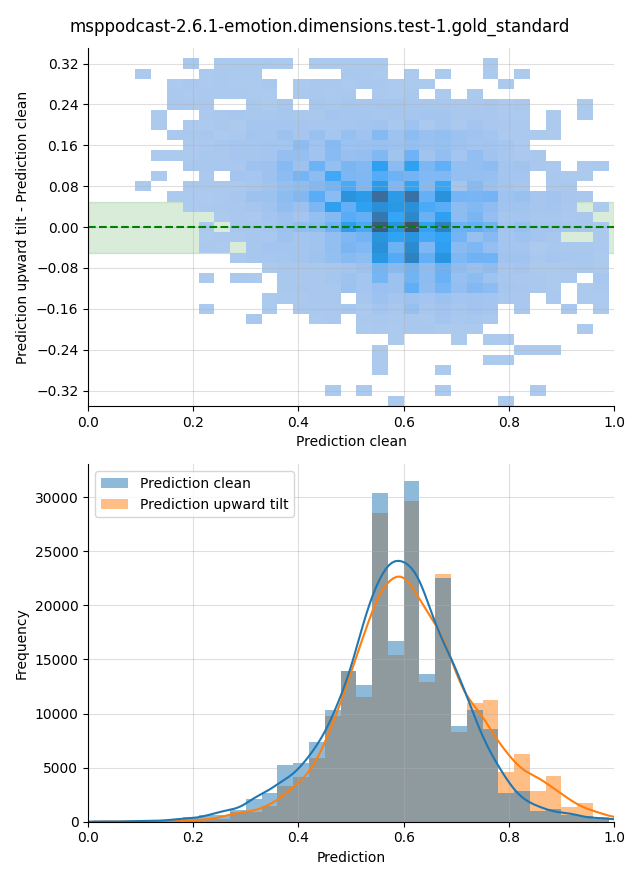 msppodcast-2.6.1-emotion.dimensions.test-1.gold_standard
Prediction upward tilt - Prediction clean
0.32
0.24
0.16
0.08
0.00
−0.08
−0.16
−0.24
−0.32
0.0 0.2 0.4 0.6 0.8 1.0
Prediction clean
Prediction clean
Prediction upward tilt
Frequency
30000
25000
20000
15000
10000
5000
0
0.0 0.2 0.4 0.6 0.8 1.0
Prediction